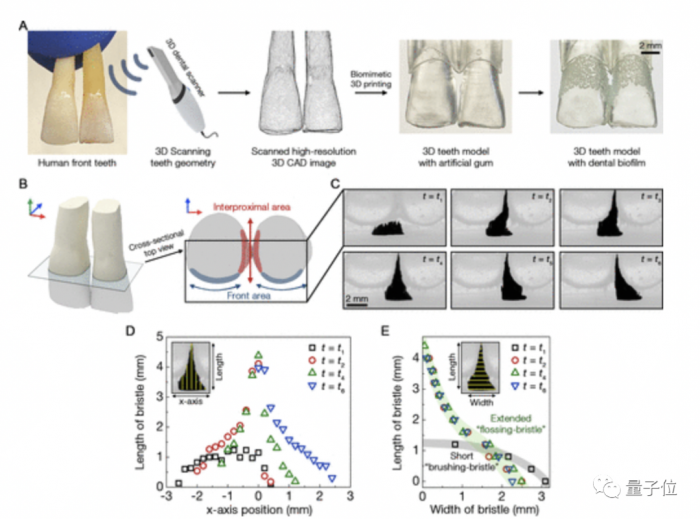 A
3D dental scanner
Biomimetic
3D printing
2 mm
Human front teeth
3D Scanning
teeth geometry
Scanned high-resolution
3D CAD image
3D teeth model
with artificial gum
3D teeth model
with dental biofilm
B
Cross-sectional
top view
Interproximal area
Front area
C
t = t₁
t = t₂
t = t₃
t = t₄
t = t₆
2 mm
D
Length of bristle (mm)
5
4
3
2
1
0
Length
x-axis
t = t₁
t = t₂
t = t₄
t = t₆
-3 -2 -1 0 1 2 3
x-axis position (mm)
E
Length of bristle (mm)
4
3
2
1
0
Length
Width
t = t₁
t = t₂
t = t₄
t = t₆
Extended
"flossing-bristle"
Short
"brushing-bristle"
0 1 2 3
Width of bristle (mm)
量子位